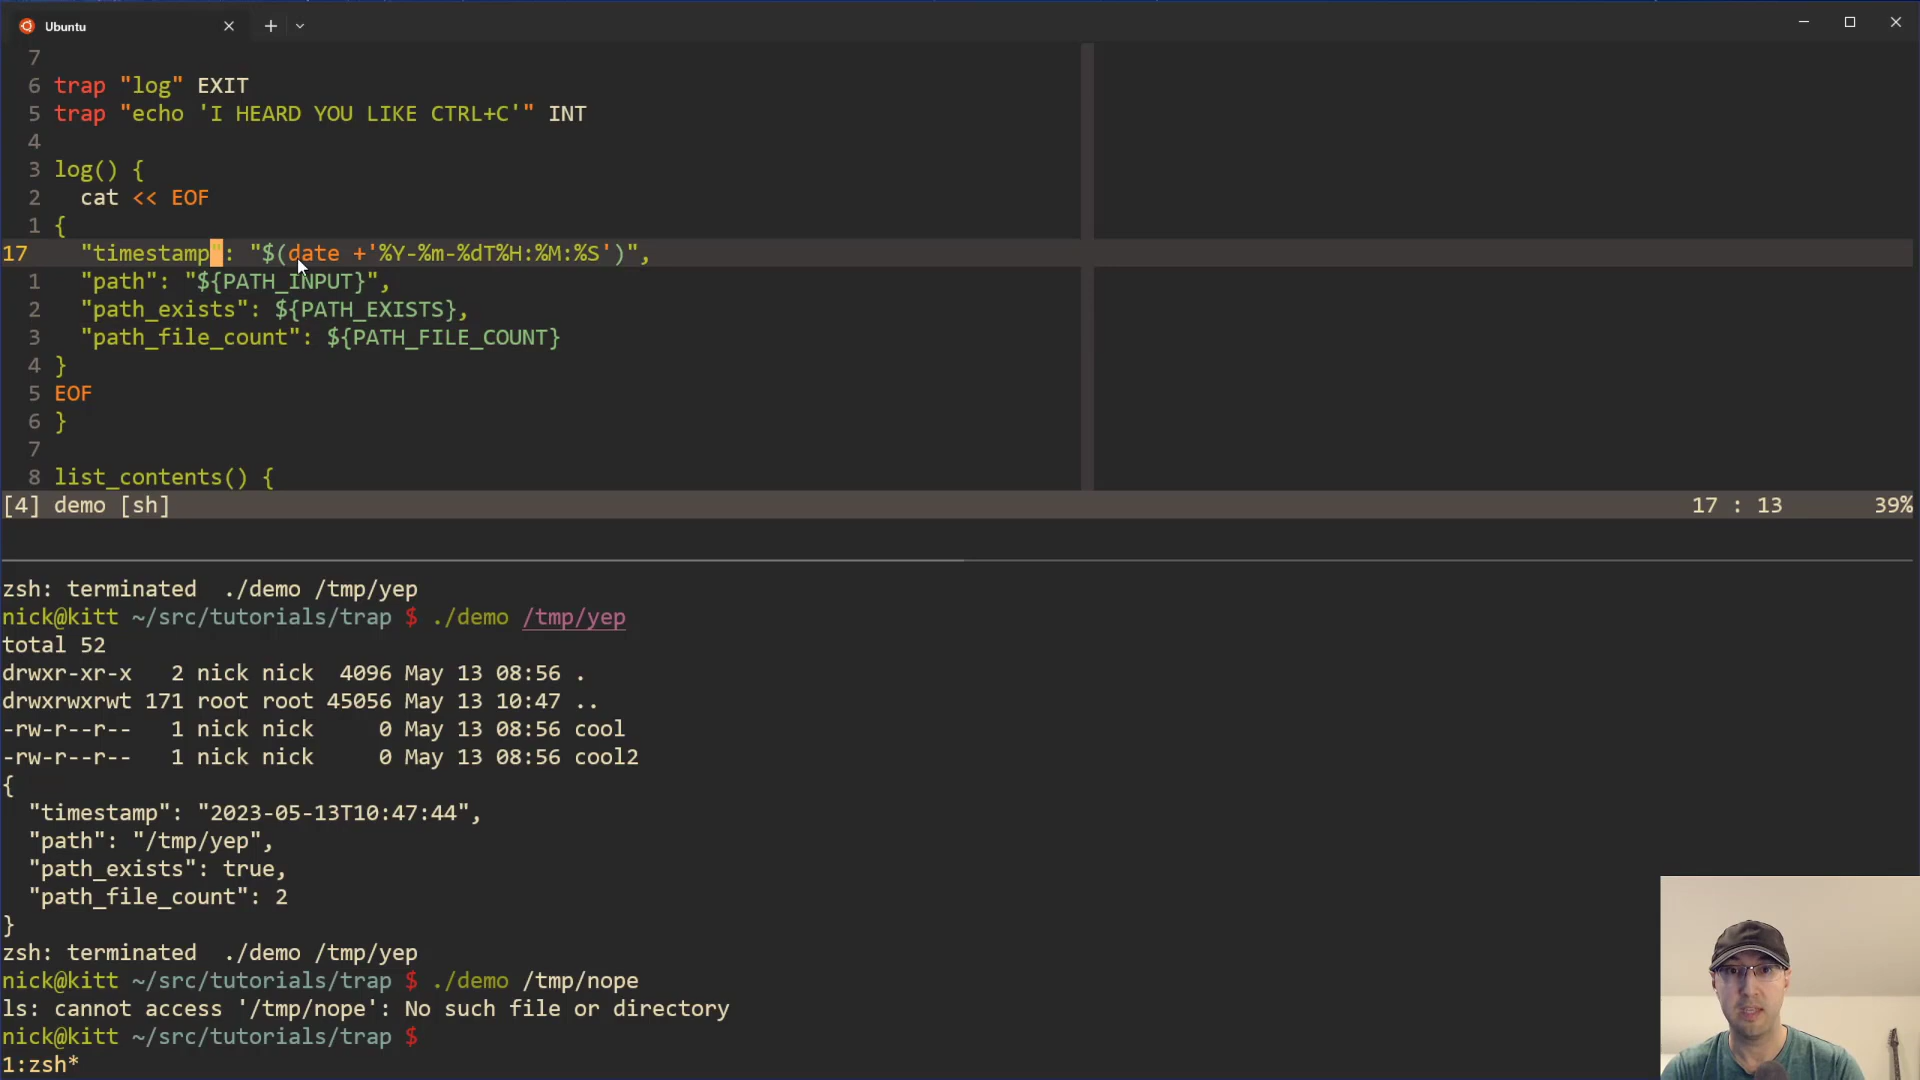 Ubuntu
7
6 trap "log" EXIT
5 trap "echo 'I HEARD YOU LIKE CTRL+C'" INT
4
3 log() {
2   cat << EOF
1 {
17   "timestamp": "$(date +'%Y-%m-%dT%H:%M:%S')",
1   "path": "${PATH_INPUT}",
2   "path_exists": ${PATH_EXISTS},
3   "path_file_count": ${PATH_FILE_COUNT}
4 }
5 EOF
6 }
7
8 list_contents() {
[4] demo [sh] 17 : 13 39%
zsh: terminated  ./demo /tmp/yep
nick@kitt ~/src/tutorials/trap $ ./demo /tmp/yep
total 52
drwxr-xr-x   2 nick nick  4096 May 13 08:56 .
drwxrwxrwt 171 root root 45056 May 13 10:47 ..
-rw-r--r--   1 nick nick     0 May 13 08:56 cool
-rw-r--r--   1 nick nick     0 May 13 08:56 cool2
{
  "timestamp": "2023-05-13T10:47:44",
  "path": "/tmp/yep",
  "path_exists": true,
  "path_file_count": 2
}
zsh: terminated  ./demo /tmp/yep
nick@kitt ~/src/tutorials/trap $ ./demo /tmp/nope
ls: cannot access '/tmp/nope': No such file or directory
nick@kitt ~/src/tutorials/trap $
1:zsh*